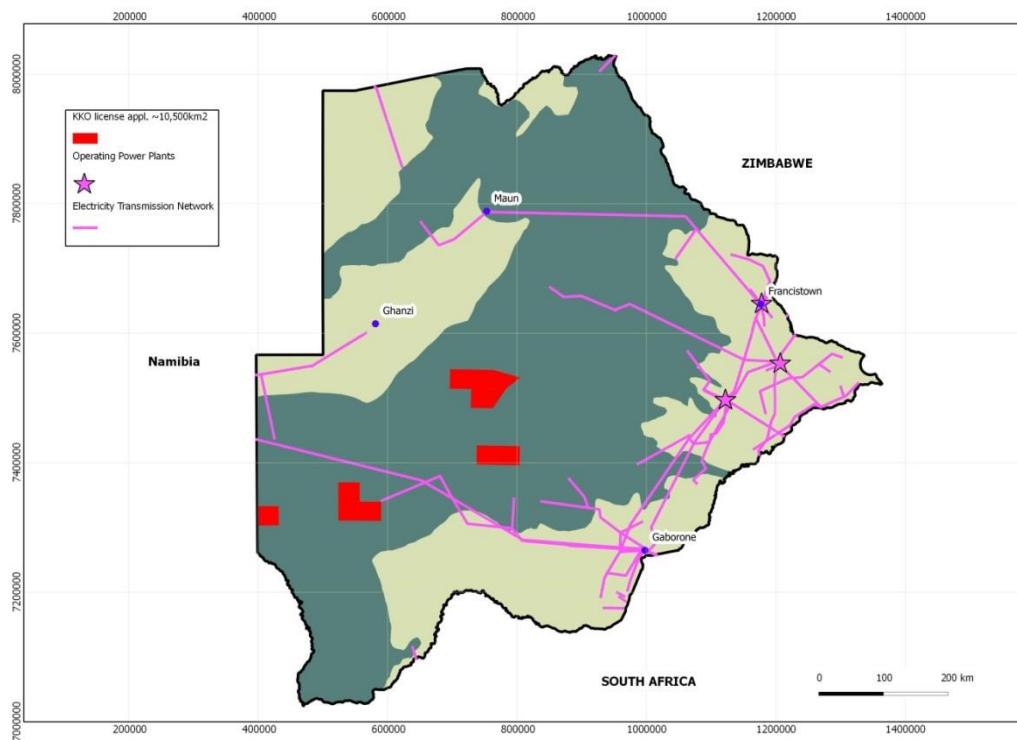 200000 400000 600000 800000 1000000 1200000 1400000
8000000
7800000
7600000
7400000
7200000
7000000
KKO license appl. ~10,500km2
Operating Power Plants
Electricity Transmission Network
ZIMBABWE
Maun
Francistown
Ghanzi
Namibia
Gaborone
SOUTH AFRICA
0 100 200 km
200000 400000 600000 800000 1000000 1200000 1400000